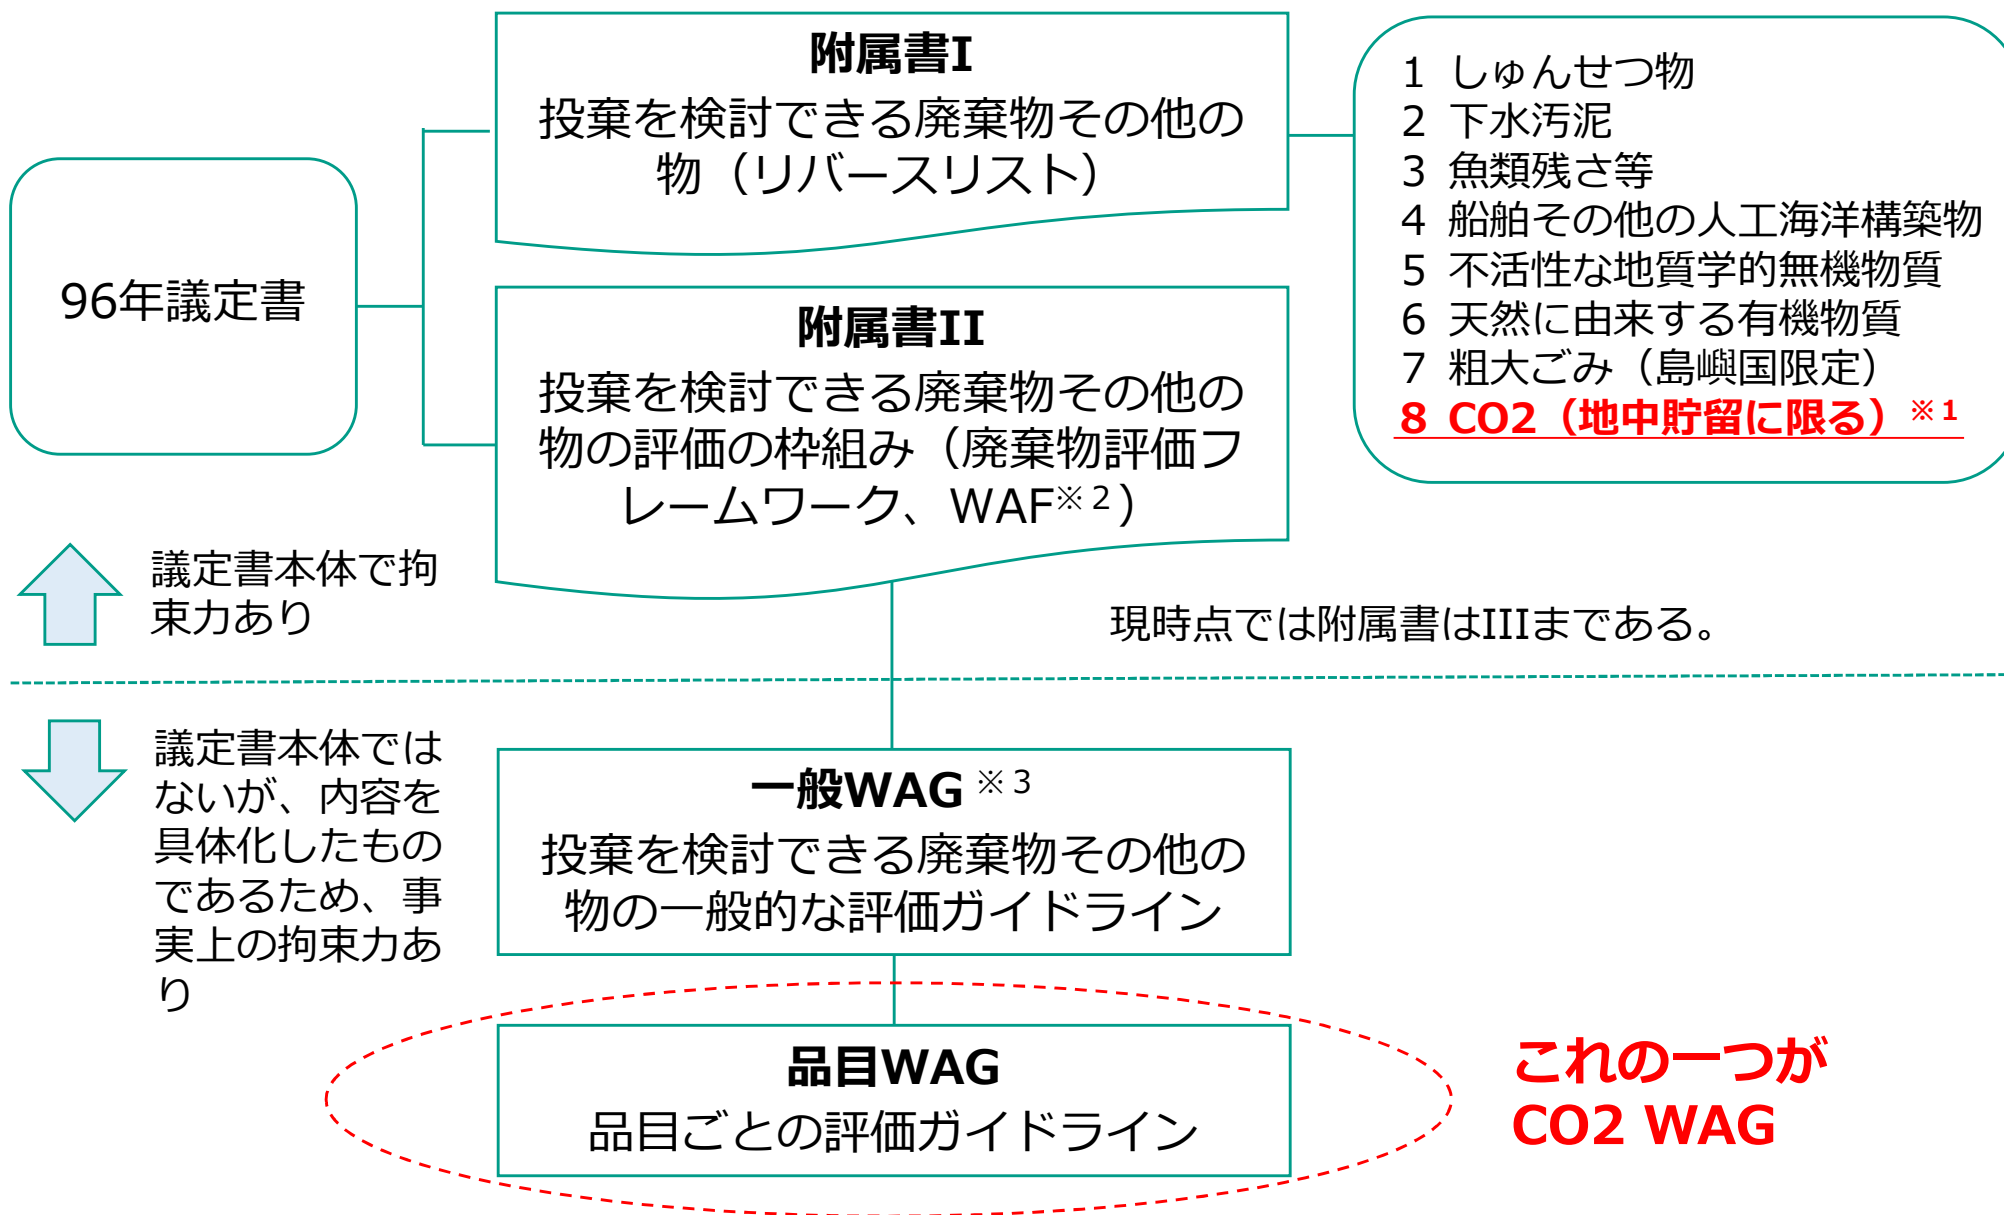 附属書I
投棄を検討できる廃棄物その他の
物（リバースリスト）
1 しゅんせつ物
2 下水汚泥
3 魚類残さ等
4 船舶その他の人工海洋構築物
5 不活性な地質学的無機物質
6 天然に由来する有機物質
7 粗大ごみ（島嶼国限定）
8 CO2（地中貯留に限る）※1
96年議定書
附属書II
投棄を検討できる廃棄物その他の
物の評価の枠組み（廃棄物評価フ
レームワーク、WAF※2）
議定書本体で拘
束力あり
現時点では附属書はIIIまである。
議定書本体では
ないが、内容を
具体化したもの
であるため、事
実上の拘束力あ
り
一般WAG ※3
投棄を検討できる廃棄物その他の
物の一般的な評価ガイドライン
品目WAG
品目ごとの評価ガイドライン
これの一つが
CO2 WAG